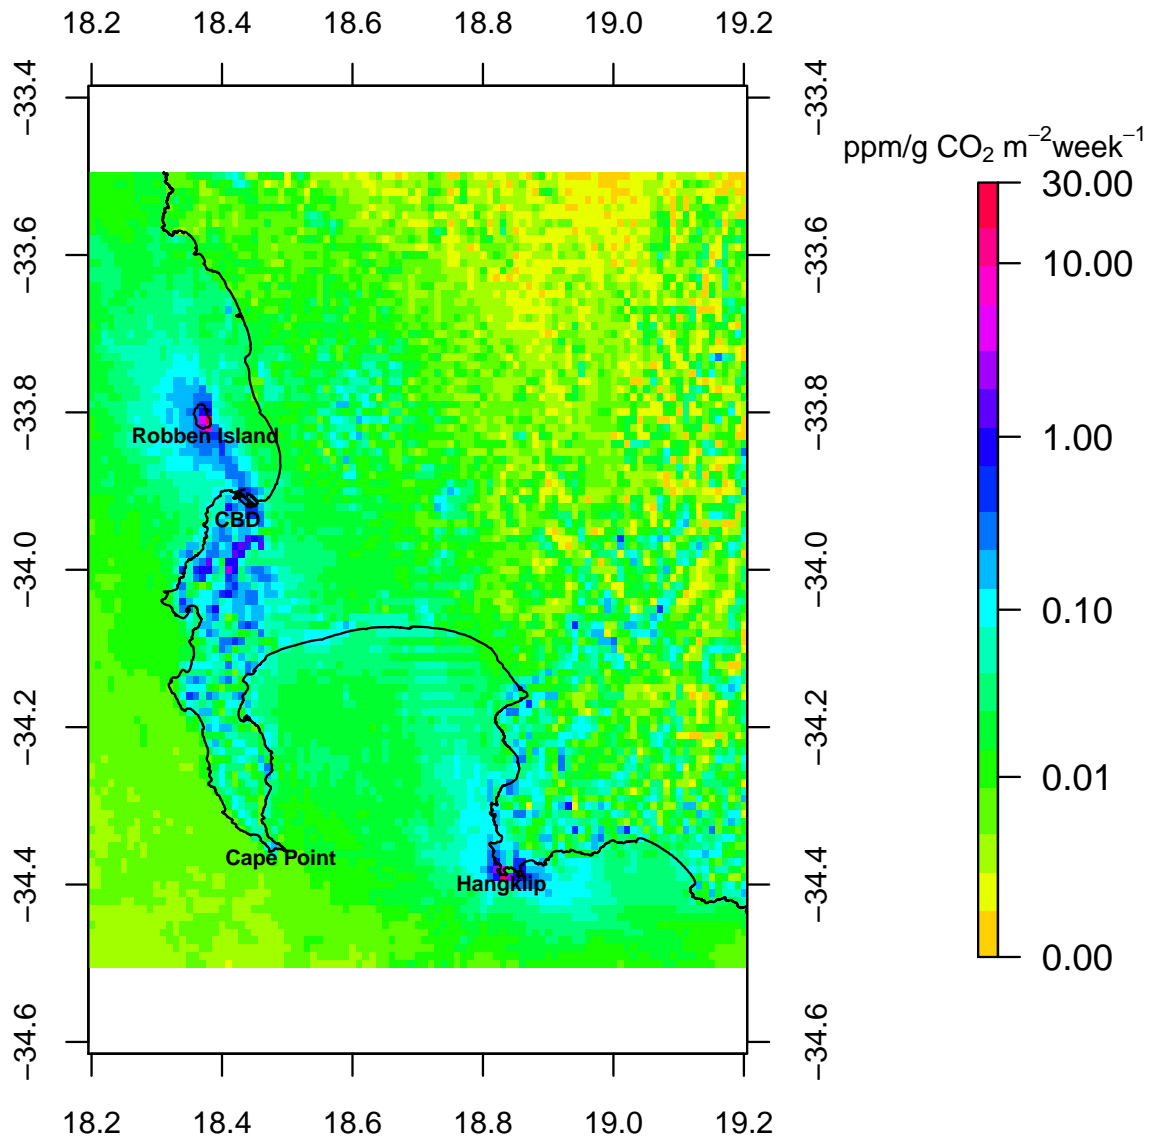 18.2 18.4 18.6 18.8 19.0 19.2
−33.4 −33.4
ppm/g CO₂ m⁻²week⁻¹
30.00
−33.6 −33.6
10.00
−33.8 −33.8
Robben Island
1.00
CBD
−34.0 −34.0
0.10
−34.2 −34.2
0.01
Cape Point
−34.4 −34.4
Hangklip
0.00
−34.6 −34.6
18.2 18.4 18.6 18.8 19.0 19.2